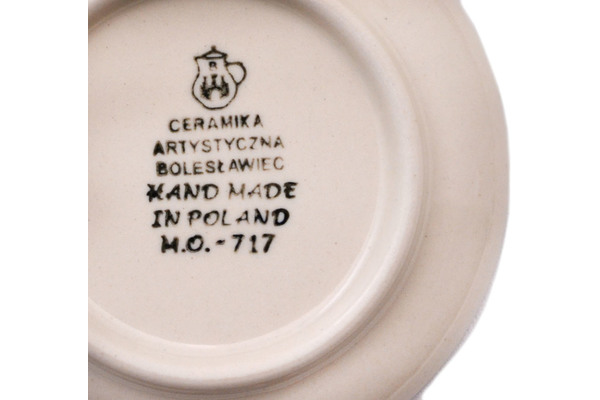 CERAMIKA
ARTYSTYCZNA
BOLESŁAWIEC
HAND MADE
IN POLAND
M.O.-717